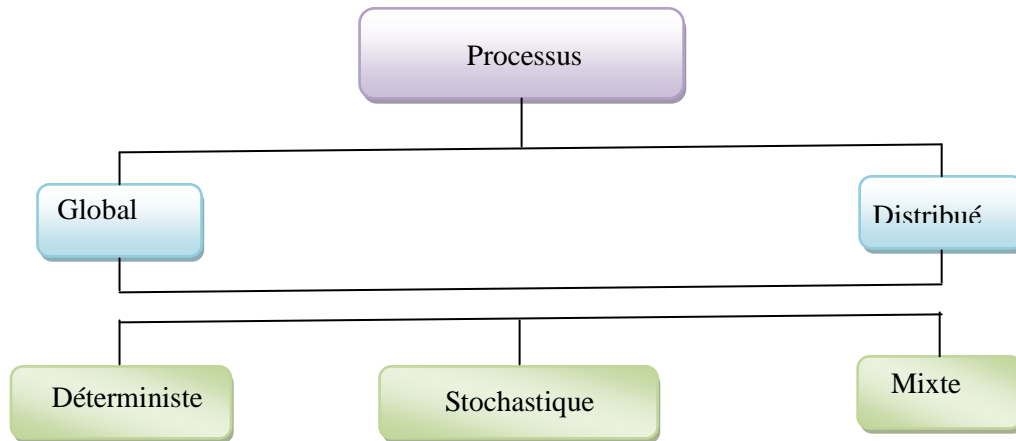 Processus
Global
Distribué
Déterministe
Stochastique
Mixte